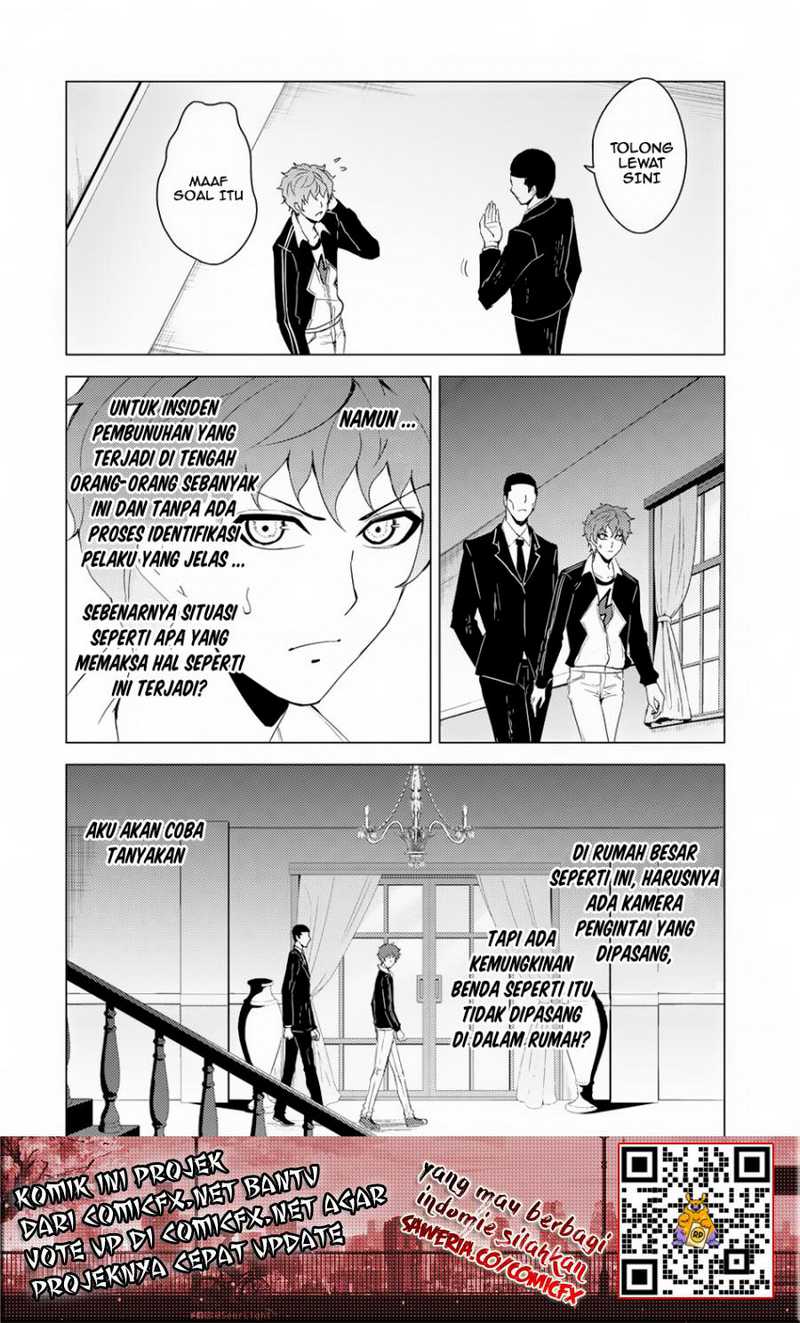 TOLONG
LEWAT
SINI
MAAF
SOAL ITU
NAMUN ...
UNTUK INSIDEN
PEMBUNUHAN YANG
TERJADI DI TENGAH
ORANG-ORANG SEBANYAK
INI DAN TANPA ADA
PROSES IDENTIFIKASI
PELAKU YANG JELAS ...
SEBENARNYA SITUASI
SEPERTI APA YANG
MEMAKSA HAL SEPERTI
INI TERJADI?
DI RUMAH BESAR
SEPERTI INI, HARUSNYA
ADA KAMERA
PENGINTAI YANG
DIPASANG,
TAPI ADA
KEMUNGKINAN
BENDA SEPERTI ITU
TIDAK DIPASANG
DI DALAM RUMAH?
AKU AKAN COBA
TANYAKAN
KOMIK INI PROJEK
DARI COMICFX.NET BANTU
VOTE UP DI COMICFX.NET AGAR
PROJEKNYA CEPAT UPDATE
yang mau berbagi
indomie silahkan
SAWERIA.CO/COMICFX
RP